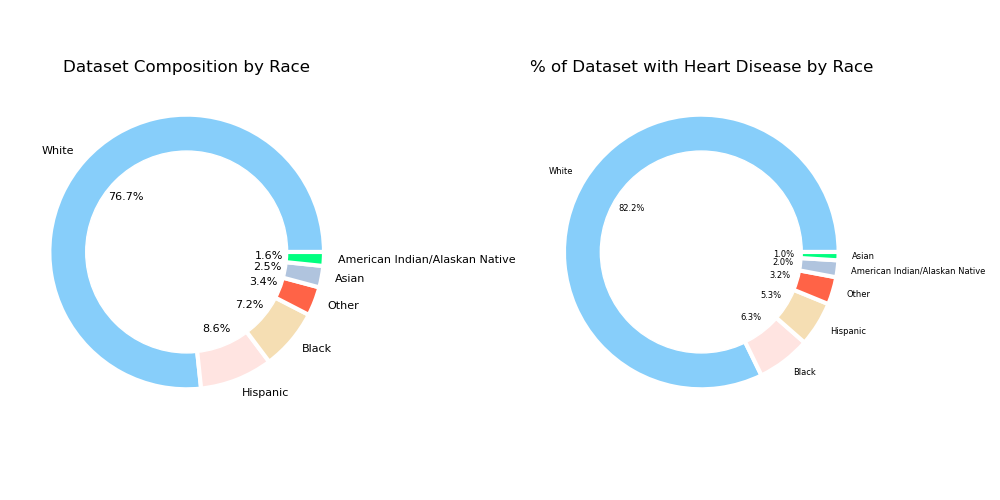 Dataset Composition by Race
White
76.7%
1.6%
American Indian/Alaskan Native
2.5%
Asian
3.4%
Other
7.2%
Black
8.6%
Hispanic
% of Dataset with Heart Disease by Race
White
82.2%
1.0%
Asian
2.0%
American Indian/Alaskan Native
3.2%
Other
5.3%
Hispanic
6.3%
Black